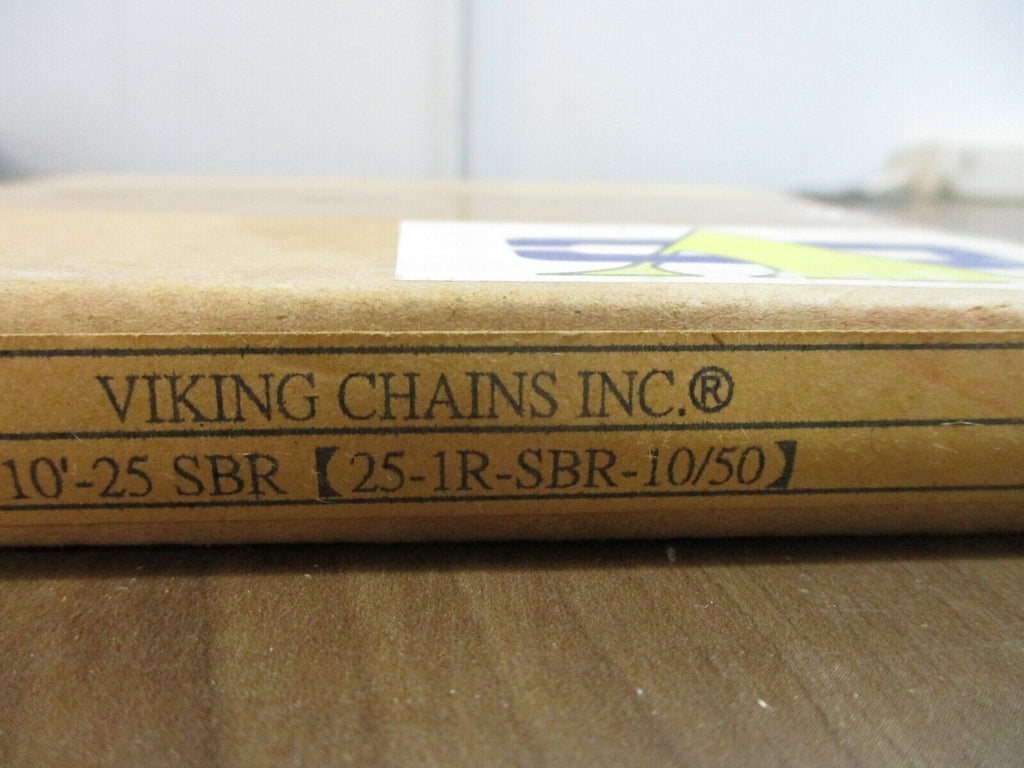 VIKING CHAINS INC.®
10'-25 SBR 【25-1R-SBR-10/50】